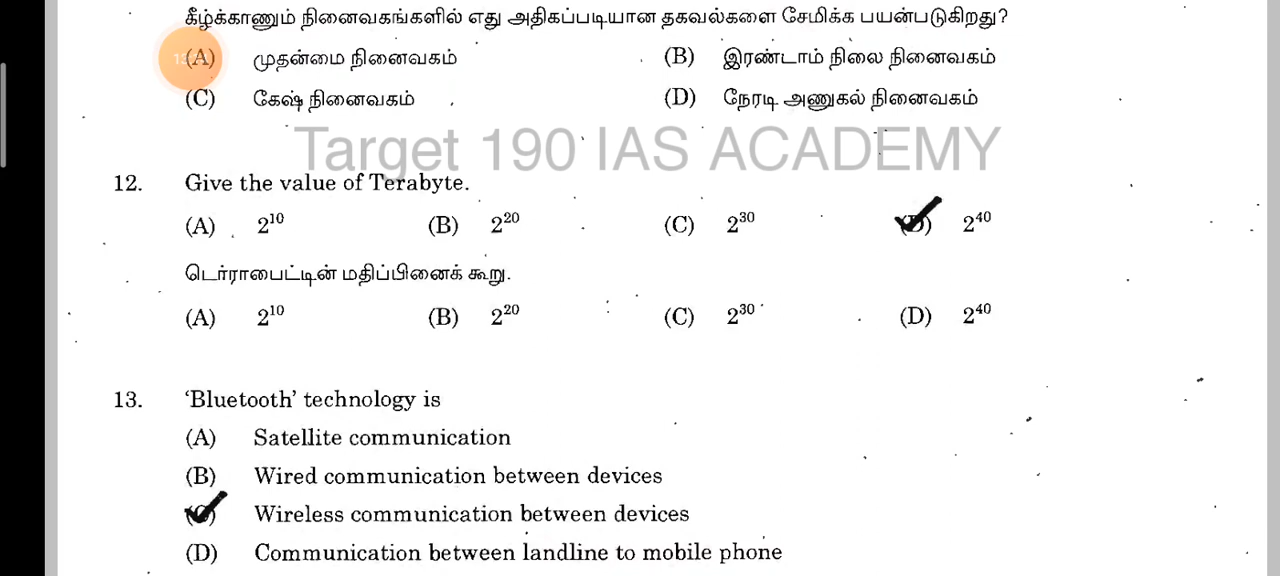 கீழ்க்காணும் நினைவகங்களில் எது அதிகப்படியான தகவல்களை சேமிக்க பயன்படுகிறது?
(A) முதன்மை நினைவகம் (B) இரண்டாம் நிலை நினைவகம்
(C) கேஷ் நினைவகம் (D) நேரடி அணுகல் நினைவகம்
Target 190 IAS ACADEMY
12. Give the value of Terabyte.
(A) 2¹⁰ (B) 2²⁰ (C) 2³⁰ (D) 2⁴⁰
டெர்ராபைட்டின் மதிப்பினைக் கூறு.
(A) 2¹⁰ (B) 2²⁰ (C) 2³⁰ (D) 2⁴⁰
13. ‘Bluetooth’ technology is
(A) Satellite communication
(B) Wired communication between devices
(C) Wireless communication between devices
(D) Communication between landline to mobile phone